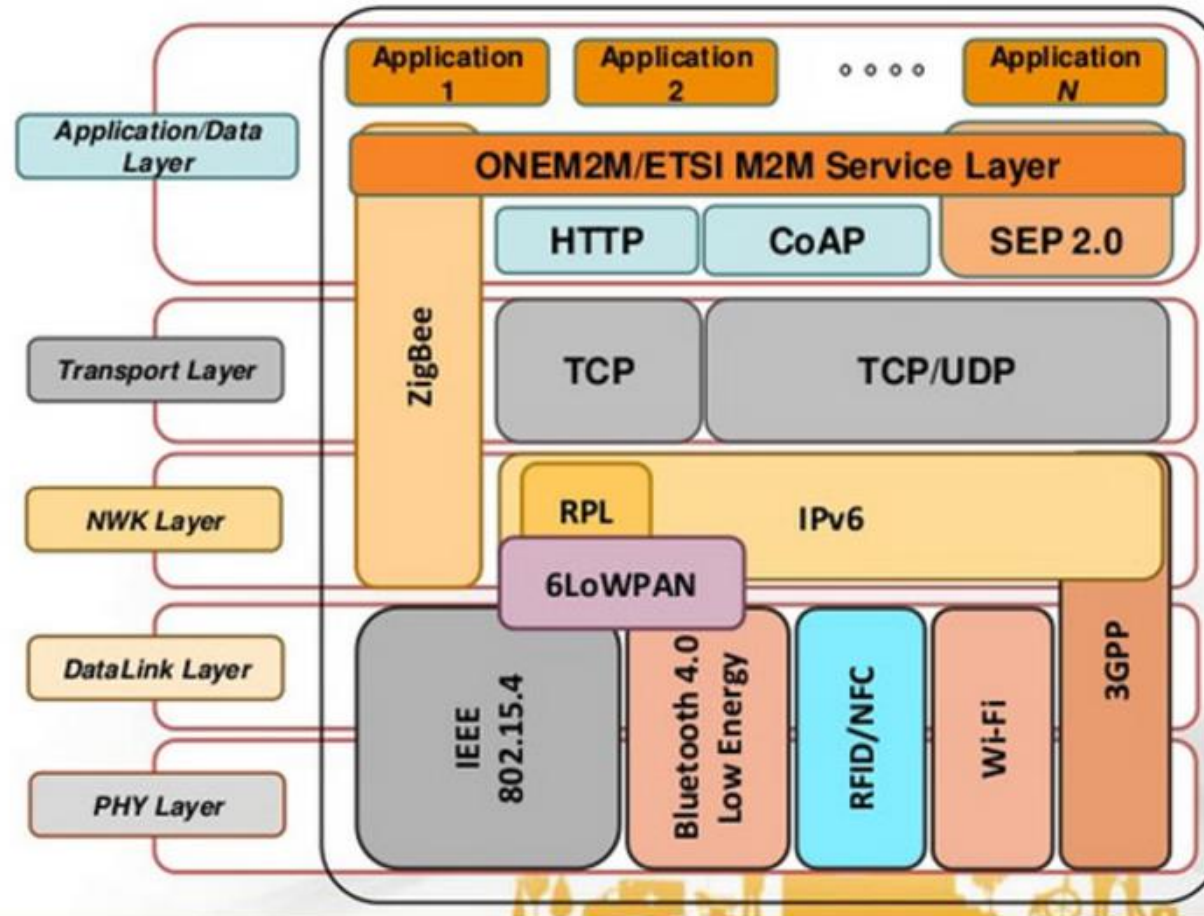 Application
1
Application
2
Application
N
Application/Data
Layer
ONEM2M/ETSI M2M Service Layer
HTTP
CoAP
SEP 2.0
ZigBee
Transport Layer
TCP
TCP/UDP
NWK Layer
RPL
IPv6
6LoWPAN
DataLink Layer
IEEE
802.15.4
Bluetooth 4.0
Low Energy
RFID/NFC
Wi-Fi
3GPP
PHY Layer